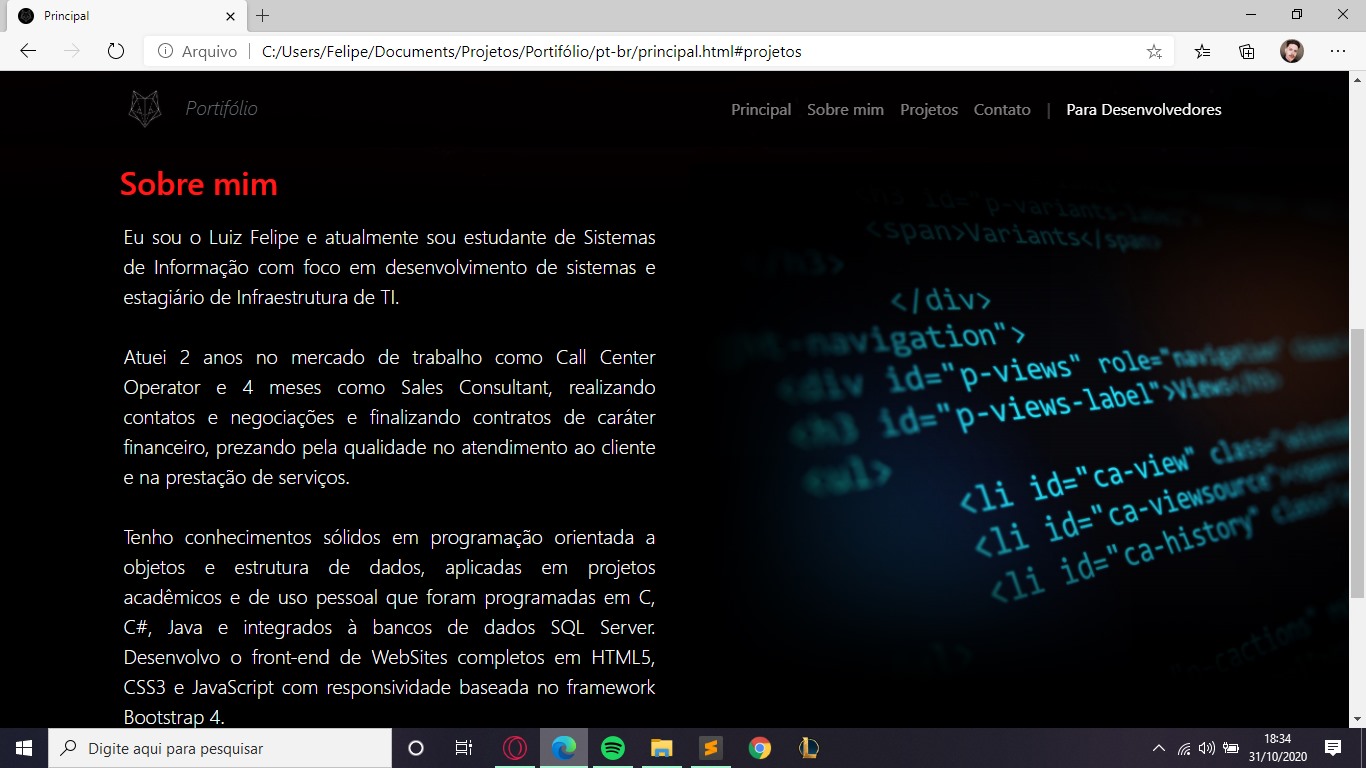 Principal
Arquivo
C:/Users/Felipe/Documents/Projetos/Portifólio/pt-br/principal.html#projetos
Portifólio
Principal Sobre mim Projetos Contato | Para Desenvolvedores
Sobre mim
Eu sou o Luiz Felipe e atualmente sou estudante de Sistemas
de Informação com foco em desenvolvimento de sistemas e
estagiário de Infraestrutura de TI.
Atuei 2 anos no mercado de trabalho como Call Center
Operator e 4 meses como Sales Consultant, realizando
contatos e negociações e finalizando contratos de caráter
financeiro, prezando pela qualidade no atendimento ao cliente
e na prestação de serviços.
Tenho conhecimentos sólidos em programação orientada a
objetos e estrutura de dados, aplicadas em projetos
acadêmicos e de uso pessoal que foram programadas em C,
C#, Java e integrados à bancos de dados SQL Server.
Desenvolvo o front-end de WebSites completos em HTML5,
CSS3 e JavaScript com responsividade baseada no framework
Bootstrap 4.
<h3 id="p-variants-label">
<span>Variants</span>
</h3>
</div>
-navigation">
<div id="p-views" role="navigation"
<h3 id="p-views-label">Views</h3>
<ul>
<li id="ca-view" class=
<li id="ca-viewsource"><span>
<li id="ca-history" class=
"p-cactions"
Digite aqui para pesquisar
18:34
31/10/2020